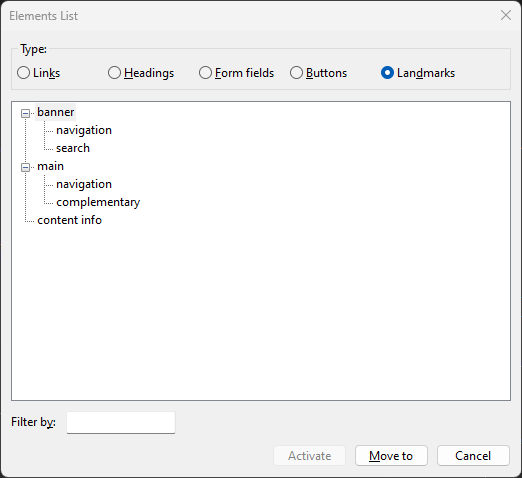 Elements List
Type:
Links Headings Form fields Buttons Landmarks
banner
navigation
search
main
navigation
complementary
content info
Filter by:
Activate Move to Cancel